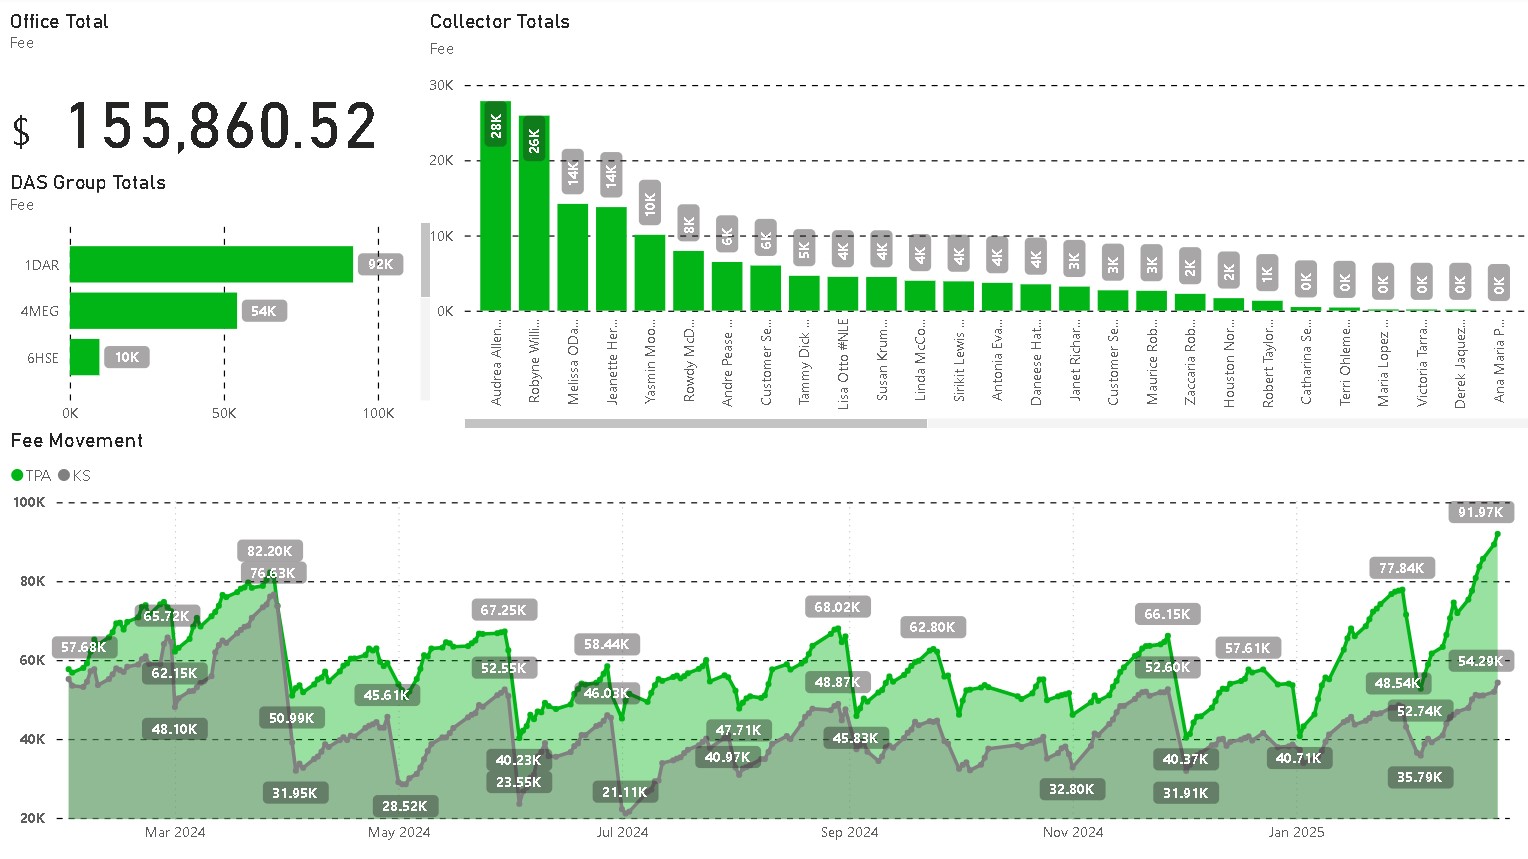 Office Total
Fee
$ 155,860.52
DAS Group Totals
Fee
1DAR 92K
4MEG 54K
6HSE 10K
0K 50K 100K
Collector Totals
Fee
30K
20K
10K
0K
28K 26K 14K 14K 10K 8K 6K 6K 5K 4K 4K 4K 4K 4K 4K 3K 3K 3K 2K 2K 1K 0K 0K 0K 0K 0K 0K
Audrea Allen...
Robyne Willi...
Melissa ODa...
Jeanette Her...
Yasmin Moo...
Rowdy McD...
Andre Pease ...
Customer Se...
Tammy Dick ...
Lisa Otto #NLE
Susan Krum...
Linda McCo...
Sirikit Lewis ...
Antonia Eva...
Daneese Hat...
Janet Richar...
Customer Se...
Maurice Rob...
Zaccaria Rob...
Houston Nor...
Robert Taylor...
Catharina Se...
Terri Ohleme...
Maria Lopez ...
Victoria Tarra...
Derek Jaquez...
Ana Maria P...
Fee Movement
TPA KS
100K
80K
60K
40K
20K
57.68K
65.72K
62.15K
48.10K
82.20K
76.63K
50.99K
31.95K
45.61K
28.52K
67.25K
52.55K
40.23K
23.55K
58.44K
46.03K
21.11K
47.71K
40.97K
68.02K
48.87K
45.83K
62.80K
32.80K
66.15K
52.60K
40.37K
31.91K
57.61K
40.71K
77.84K
48.54K
52.74K
35.79K
91.97K
54.29K
Mar 2024 May 2024 Jul 2024 Sep 2024 Nov 2024 Jan 2025